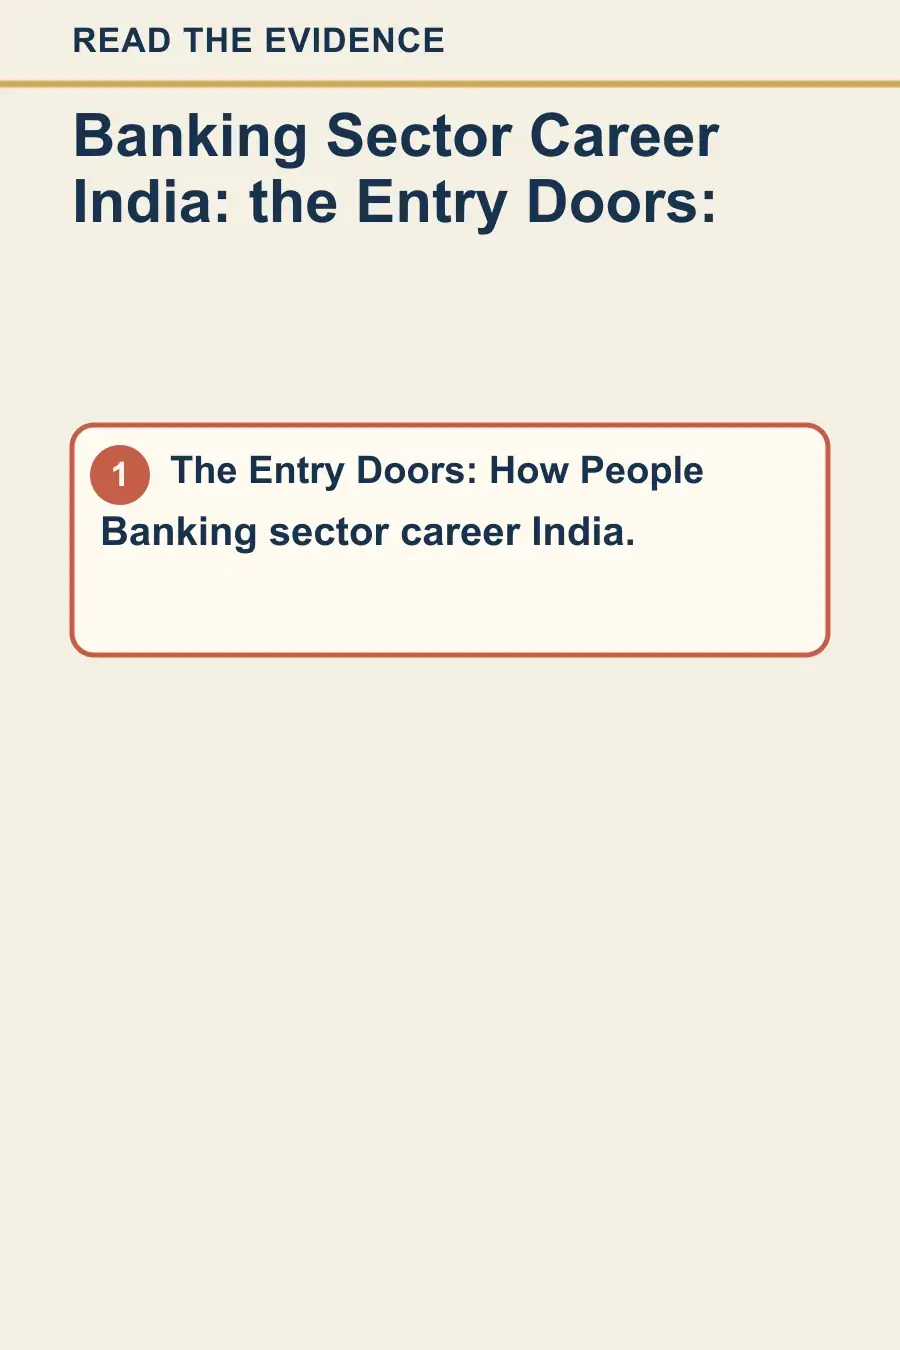 READ THE EVIDENCE
Banking Sector Career
India: the Entry Doors:
1 The Entry Doors: How People
Banking sector career India.